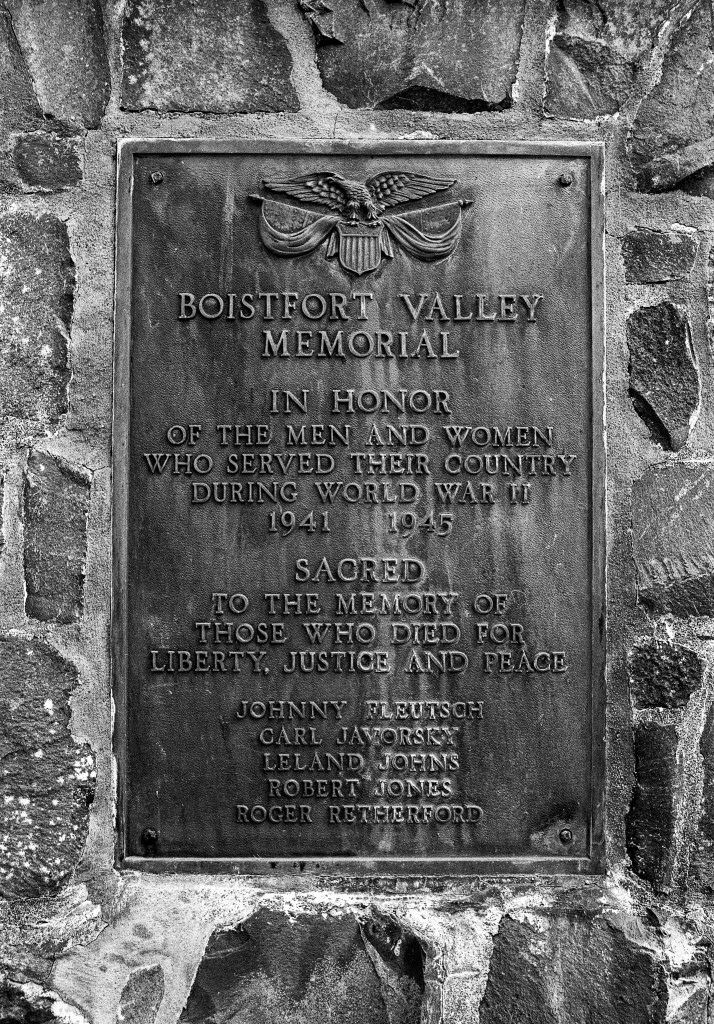 BOISTFORT VALLEY
MEMORIAL
IN HONOR
OF THE MEN AND WOMEN
WHO SERVED THEIR COUNTRY
DURING WORLD WAR II
1941 1945
SACRED
TO THE MEMORY OF
THOSE WHO DIED FOR
LIBERTY, JUSTICE AND PEACE
JOHNNY FLEUTSCH
CARL JAVORSKY
LELAND JOHNS
ROBERT JONES
ROGER RETHERFORD